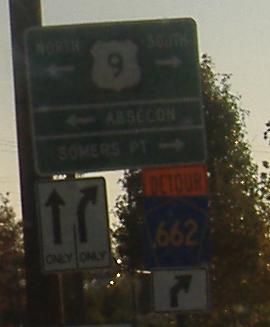 NORTH 9 SOUTH
ABSECON
SOMERS PT
ONLY ONLY
DETOUR
662